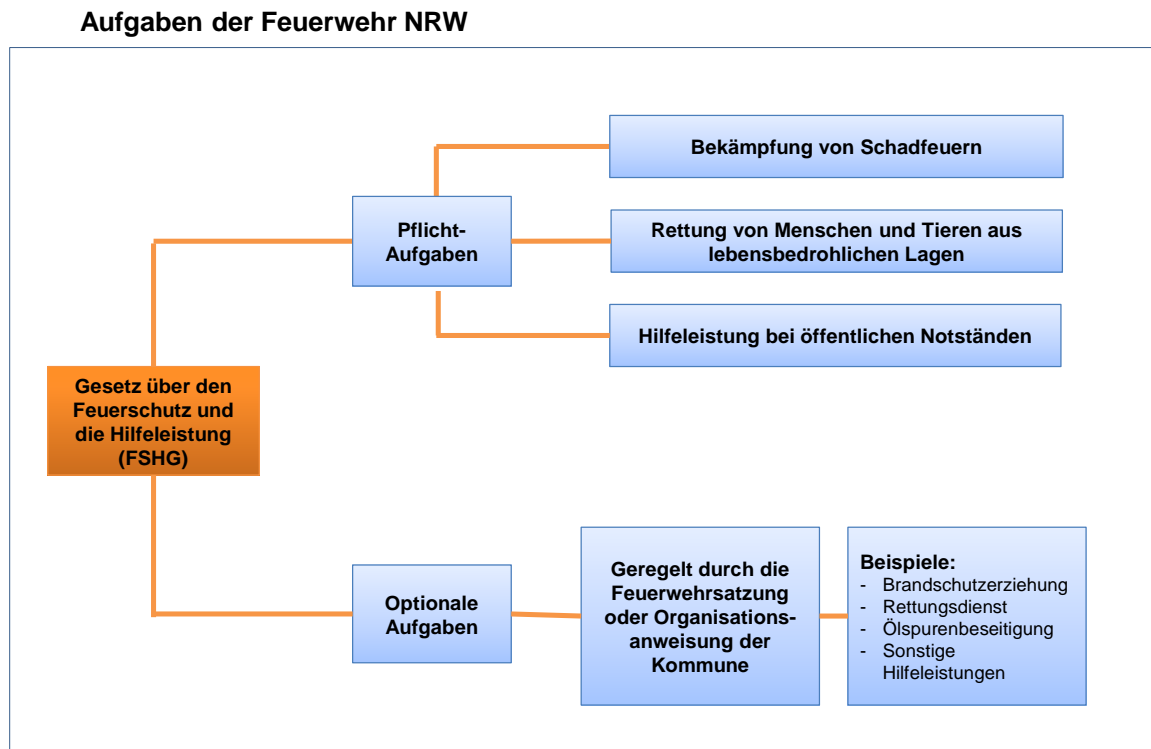 Aufgaben der Feuerwehr NRW
Bekämpfung von Schadfeuern
Pflicht-
Aufgaben
Rettung von Menschen und Tieren aus
lebensbedrohlichen Lagen
Hilfeleistung bei öffentlichen Notständen
Gesetz über den
Feuerschutz und
die Hilfeleistung
(FSHG)
Optionale
Aufgaben
Geregelt durch die
Feuerwehrsatzung
oder Organisations-
anweisung der
Kommune
Beispiele:
- Brandschutzerziehung
- Rettungsdienst
- Ölspurenbeseitigung
- Sonstige
Hilfeleistungen